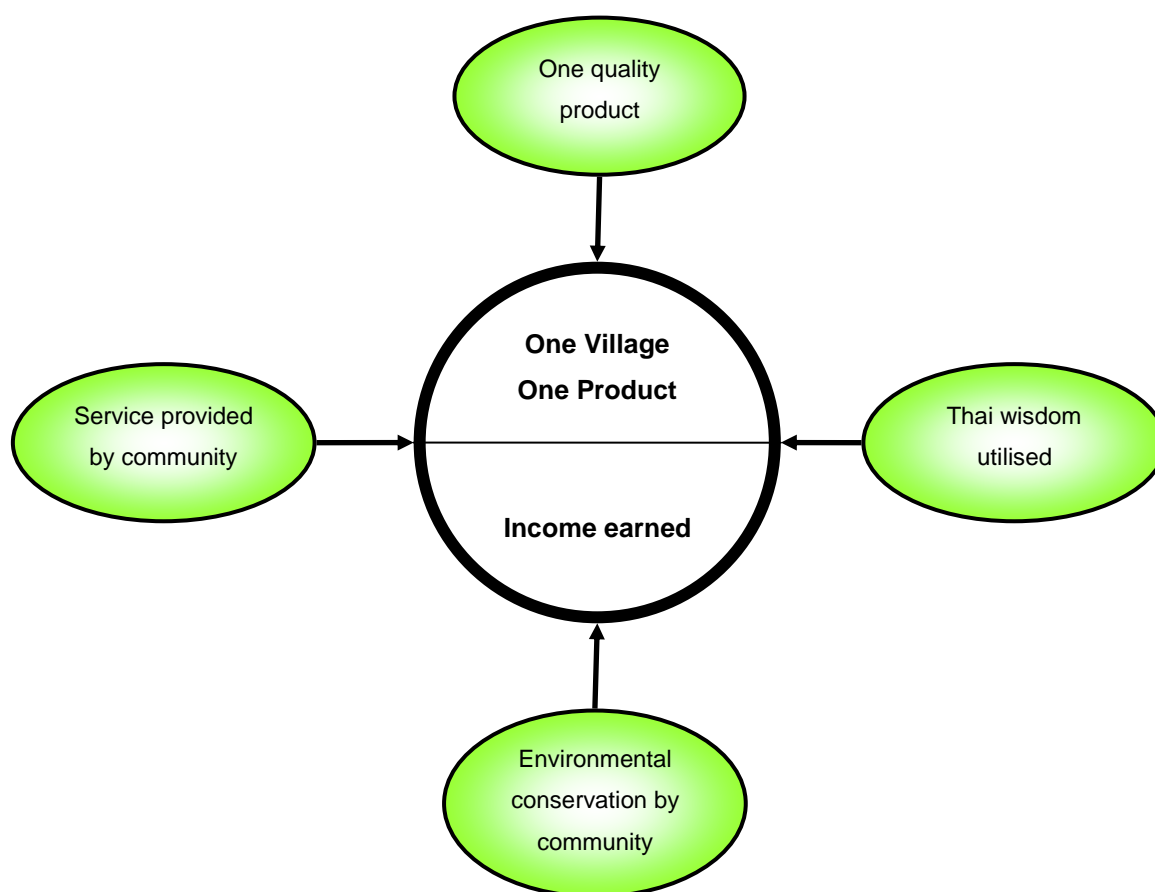 One quality
product
One Village
One Product
Service provided
by community
Thai wisdom
utilised
Income earned
Environmental
conservation by
community